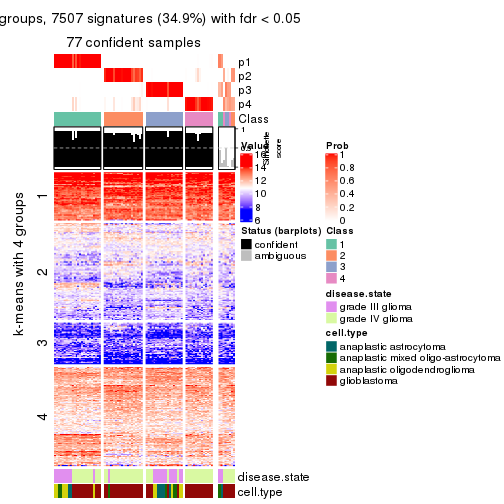 groups, 7507 signatures (34.9%) with fdr < 0.05
77 confident samples
p1
p2
p3
p4
Class
1
Silhouette
score
Value
16
14
12
10
8
6
Prob
1
0.8
0.6
0.4
0.2
0
Status (barplots)
confident
ambiguous
Class
1
2
3
4
disease.state
grade III glioma
grade IV glioma
cell.type
anaplastic astrocytoma
anaplastic mixed oligo-astrocytoma
anaplastic oligodendroglioma
glioblastoma
k-means with 4 groups
1
2
3
4
disease.state
cell.type